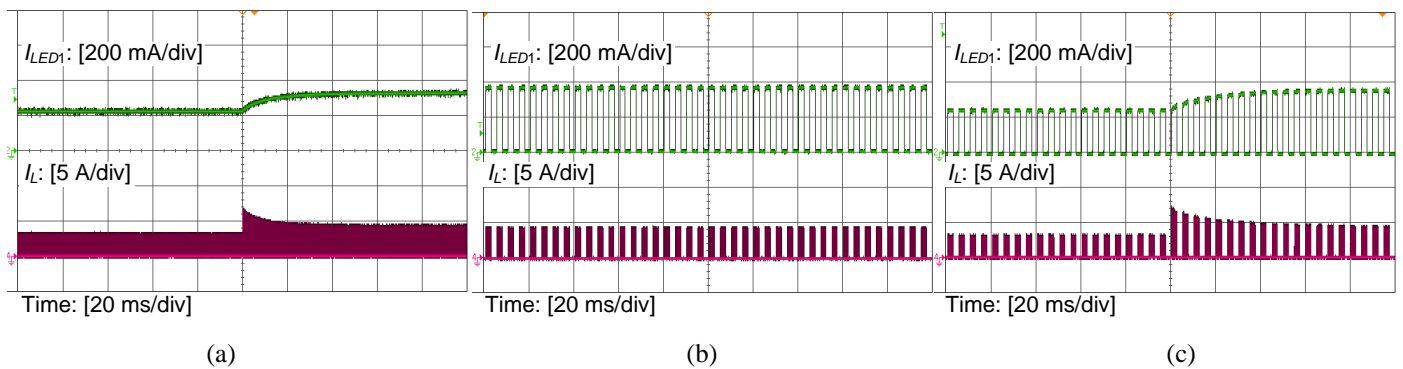 I_LED1: [200 mA/div]
I_L: [5 A/div]
Time: [20 ms/div]
(a)
I_LED1: [200 mA/div]
I_L: [5 A/div]
Time: [20 ms/div]
(b)
I_LED1: [200 mA/div]
I_L: [5 A/div]
Time: [20 ms/div]
(c)